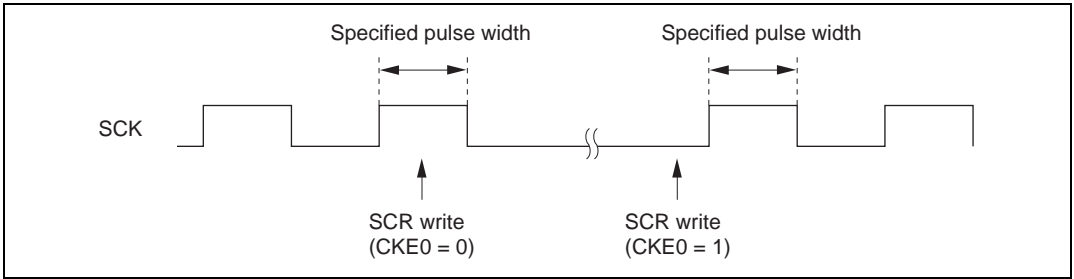 Specified pulse width
Specified pulse width
SCK
SCR write
(CKE0 = 0)
SCR write
(CKE0 = 1)